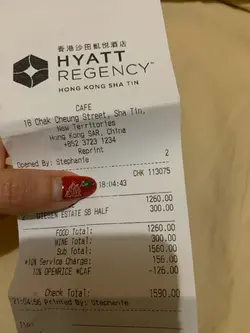 香港沙田凱悅酒店
HYATT
REGENCY™
HONG KONG SHA TIN
CAFE
18 Chak Cheung Street, Sha Tin,
New Territories
Hong Kong SAR, China
+852 3723 1234
Reprint
Opened By: Stephanie 2
CHK 113075
18:04:43
1260.00
2 STEGEN ESTATE SB HALF 300.00
FOOD Total: 1260.00
WINE Total: 300.00
Sub Total: 1560.00
*10% Service Charge: 156.00
10% OPENRICE *CAF -126.00
Check Total: 1590.00
21:04:56 Printed By: Stephanie